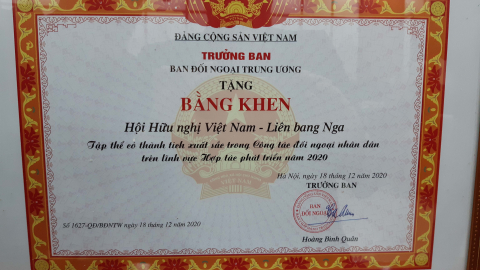 ĐẢNG CỘNG SẢN VIỆT NAM
TRƯỞNG BAN
BAN ĐỐI NGOẠI TRUNG ƯƠNG
TẶNG
BẰNG KHEN
Hội Hữu nghị Việt Nam - Liên bang Nga
Tập thể có thành tích xuất sắc trong Công tác đối ngoại nhân dân
trên lĩnh vực Hợp tác phát triển năm 2020
Hà Nội, ngày 18 tháng 12 năm 2020
TRƯỞNG BAN
BAN
ĐỐI NGOẠI
Số 1627-QĐ/BĐNTW ngày 18 tháng 12 năm 2020
Hoàng Bình Quân